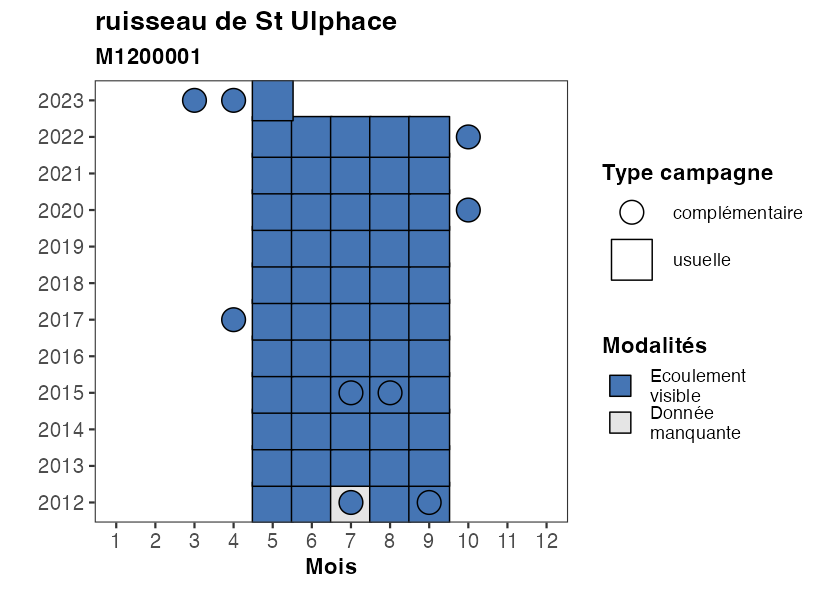 ruisseau de St Ulphace
M1200001
2023
2022
2021
2020
2019
2018
2017
2016
2015
2014
2013
2012
1 2 3 4 5 6 7 8 9 10 11 12
Mois
Type campagne
complémentaire
usuelle
Modalités
Ecoulement
visible
Donnée
manquante